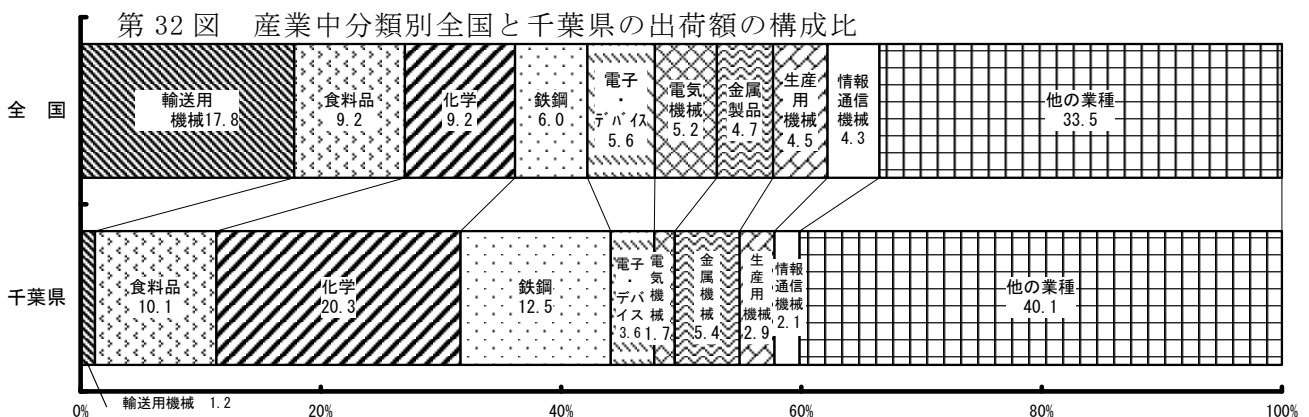 第 32 図　産業中分類別全国と千葉県の出荷額の構成比
全　国
輸送用
機械17.8
食料品
9.2
化学
9.2
鉄鋼
6.0
電子
・
ﾃﾞﾊﾞｲｽ
5.6
電気
機械
5.2
金属
製品
4.7
生産
用
機械
4.5
情報
通信
機械
4.3
他の業種
33.5
千葉県
食料品
10.1
化学
20.3
鉄鋼
12.5
電子
デバ
イス
3.6
電
気
機
械
1.7
金
属
機
械
5.4
生
産
用
機械
2.9
情報
通信
機械
2.1
他の業種
40.1
輸送用機械 1.2
0%
20%
40%
60%
80%
100%